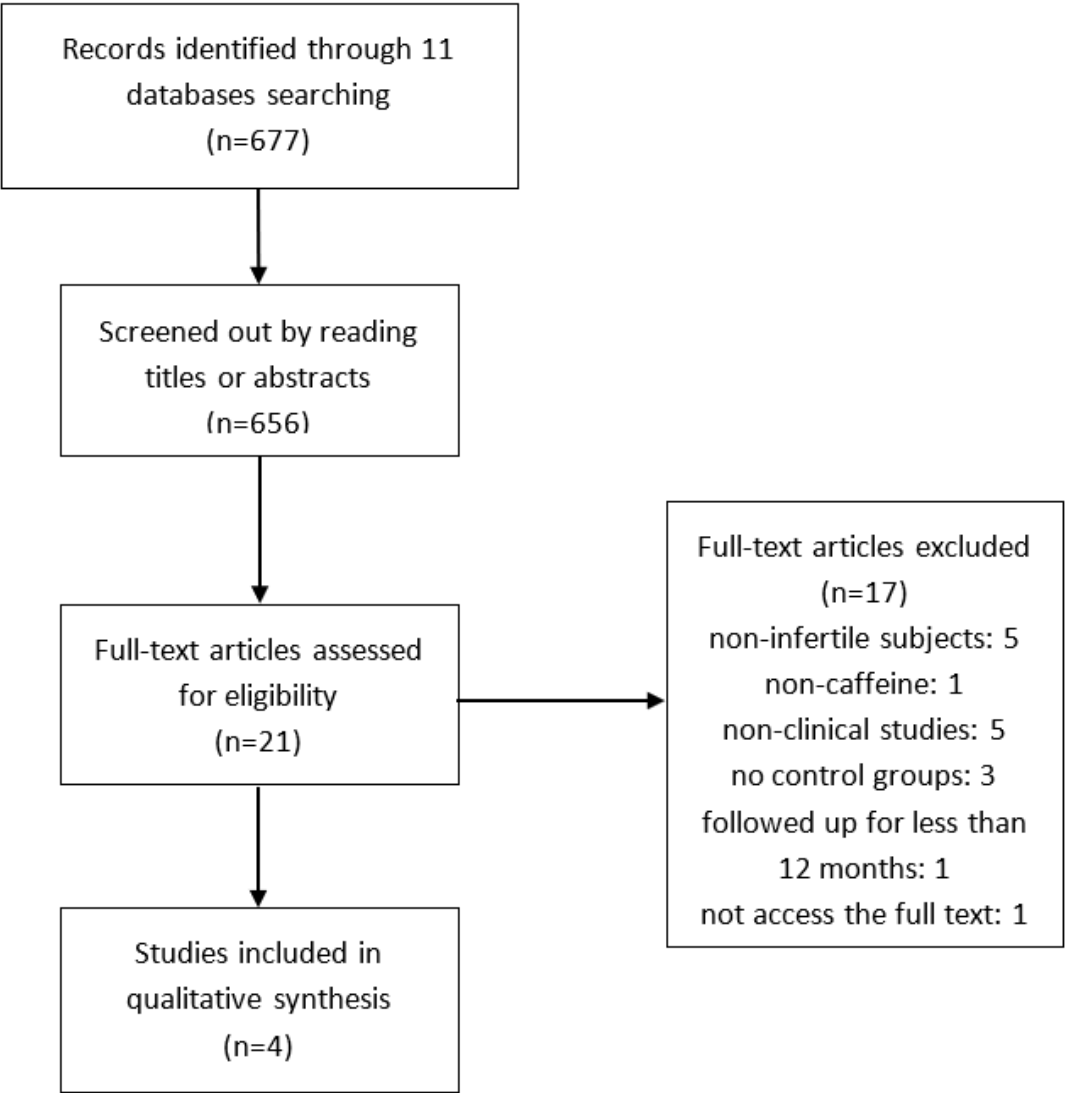 Records identified through 11
databases searching
(n=677)
Screened out by reading
titles or abstracts
(n=656)
Full-text articles assessed
for eligibility
(n=21)
Full-text articles excluded
(n=17)
non-infertile subjects: 5
non-caffeine: 1
non-clinical studies: 5
no control groups: 3
followed up for less than
12 months: 1
not access the full text: 1
Studies included in
qualitative synthesis
(n=4)